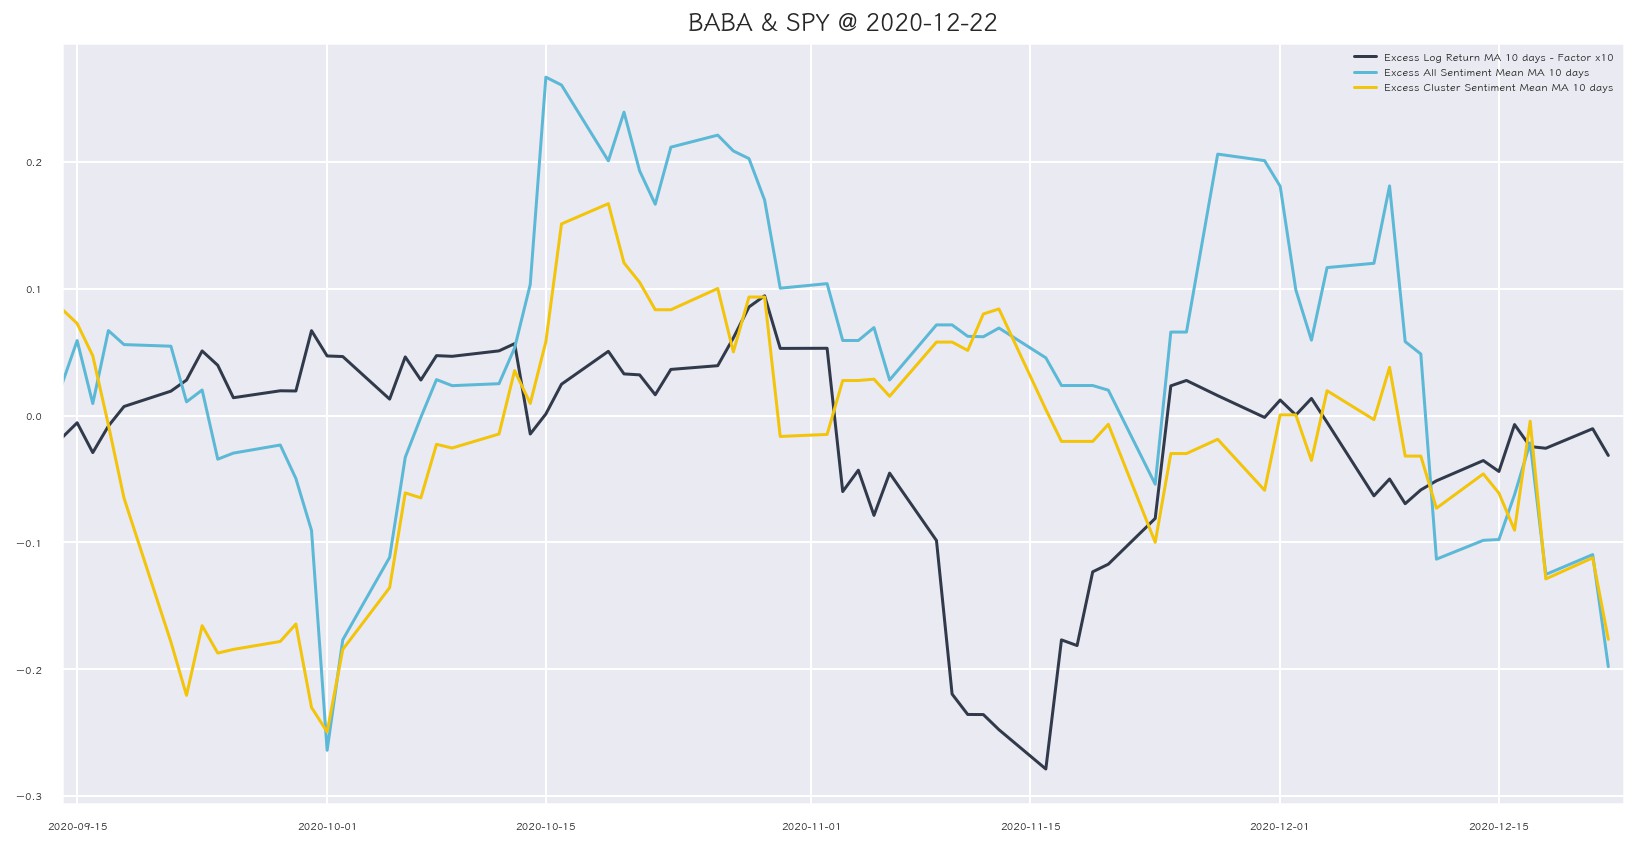 BABA & SPY @ 2020-12-22
Excess Log Return MA 10 days - Factor x10
Excess All Sentiment Mean MA 10 days
Excess Cluster Sentiment Mean MA 10 days
0.2
0.1
0.0
−0.1
−0.2
−0.3
2020-09-15 2020-10-01 2020-10-15 2020-11-01 2020-11-15 2020-12-01 2020-12-15